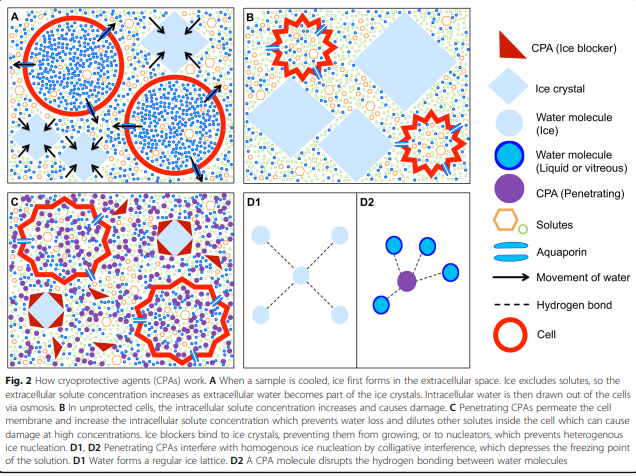 A
B
C
D1
D2
CPA (Ice blocker)
Ice crystal
Water molecule
(Ice)
Water molecule
(Liquid or vitreous)
CPA (Penetrating)
Solutes
Aquaporin
Movement of water
Hydrogen bond
Cell
Fig. 2 How cryoprotective agents (CPAs) work. A When a sample is cooled, ice first forms in the extracellular space. Ice excludes solutes, so the
extracellular solute concentration increases as extracellular water becomes part of the ice crystals. Intracellular water is then drawn out of the cells
via osmosis. B In unprotected cells, the intracellular solute concentration increases and causes damage. C Penetrating CPAs permeate the cell
membrane and increase the intracellular solute concentration which prevents water loss and dilutes other solutes inside the cell which can cause
damage at high concentrations. Ice blockers bind to ice crystals, preventing them from growing, or to nucleators, which prevents heterogenous
ice nucleation. D1, D2 Penetrating CPAs interfere with homogenous ice nucleation by colligative interference, which depresses the freezing point
of the solution. D1 Water forms a regular ice lattice. D2 A CPA molecule disrupts the hydrogen bonding between water molecules